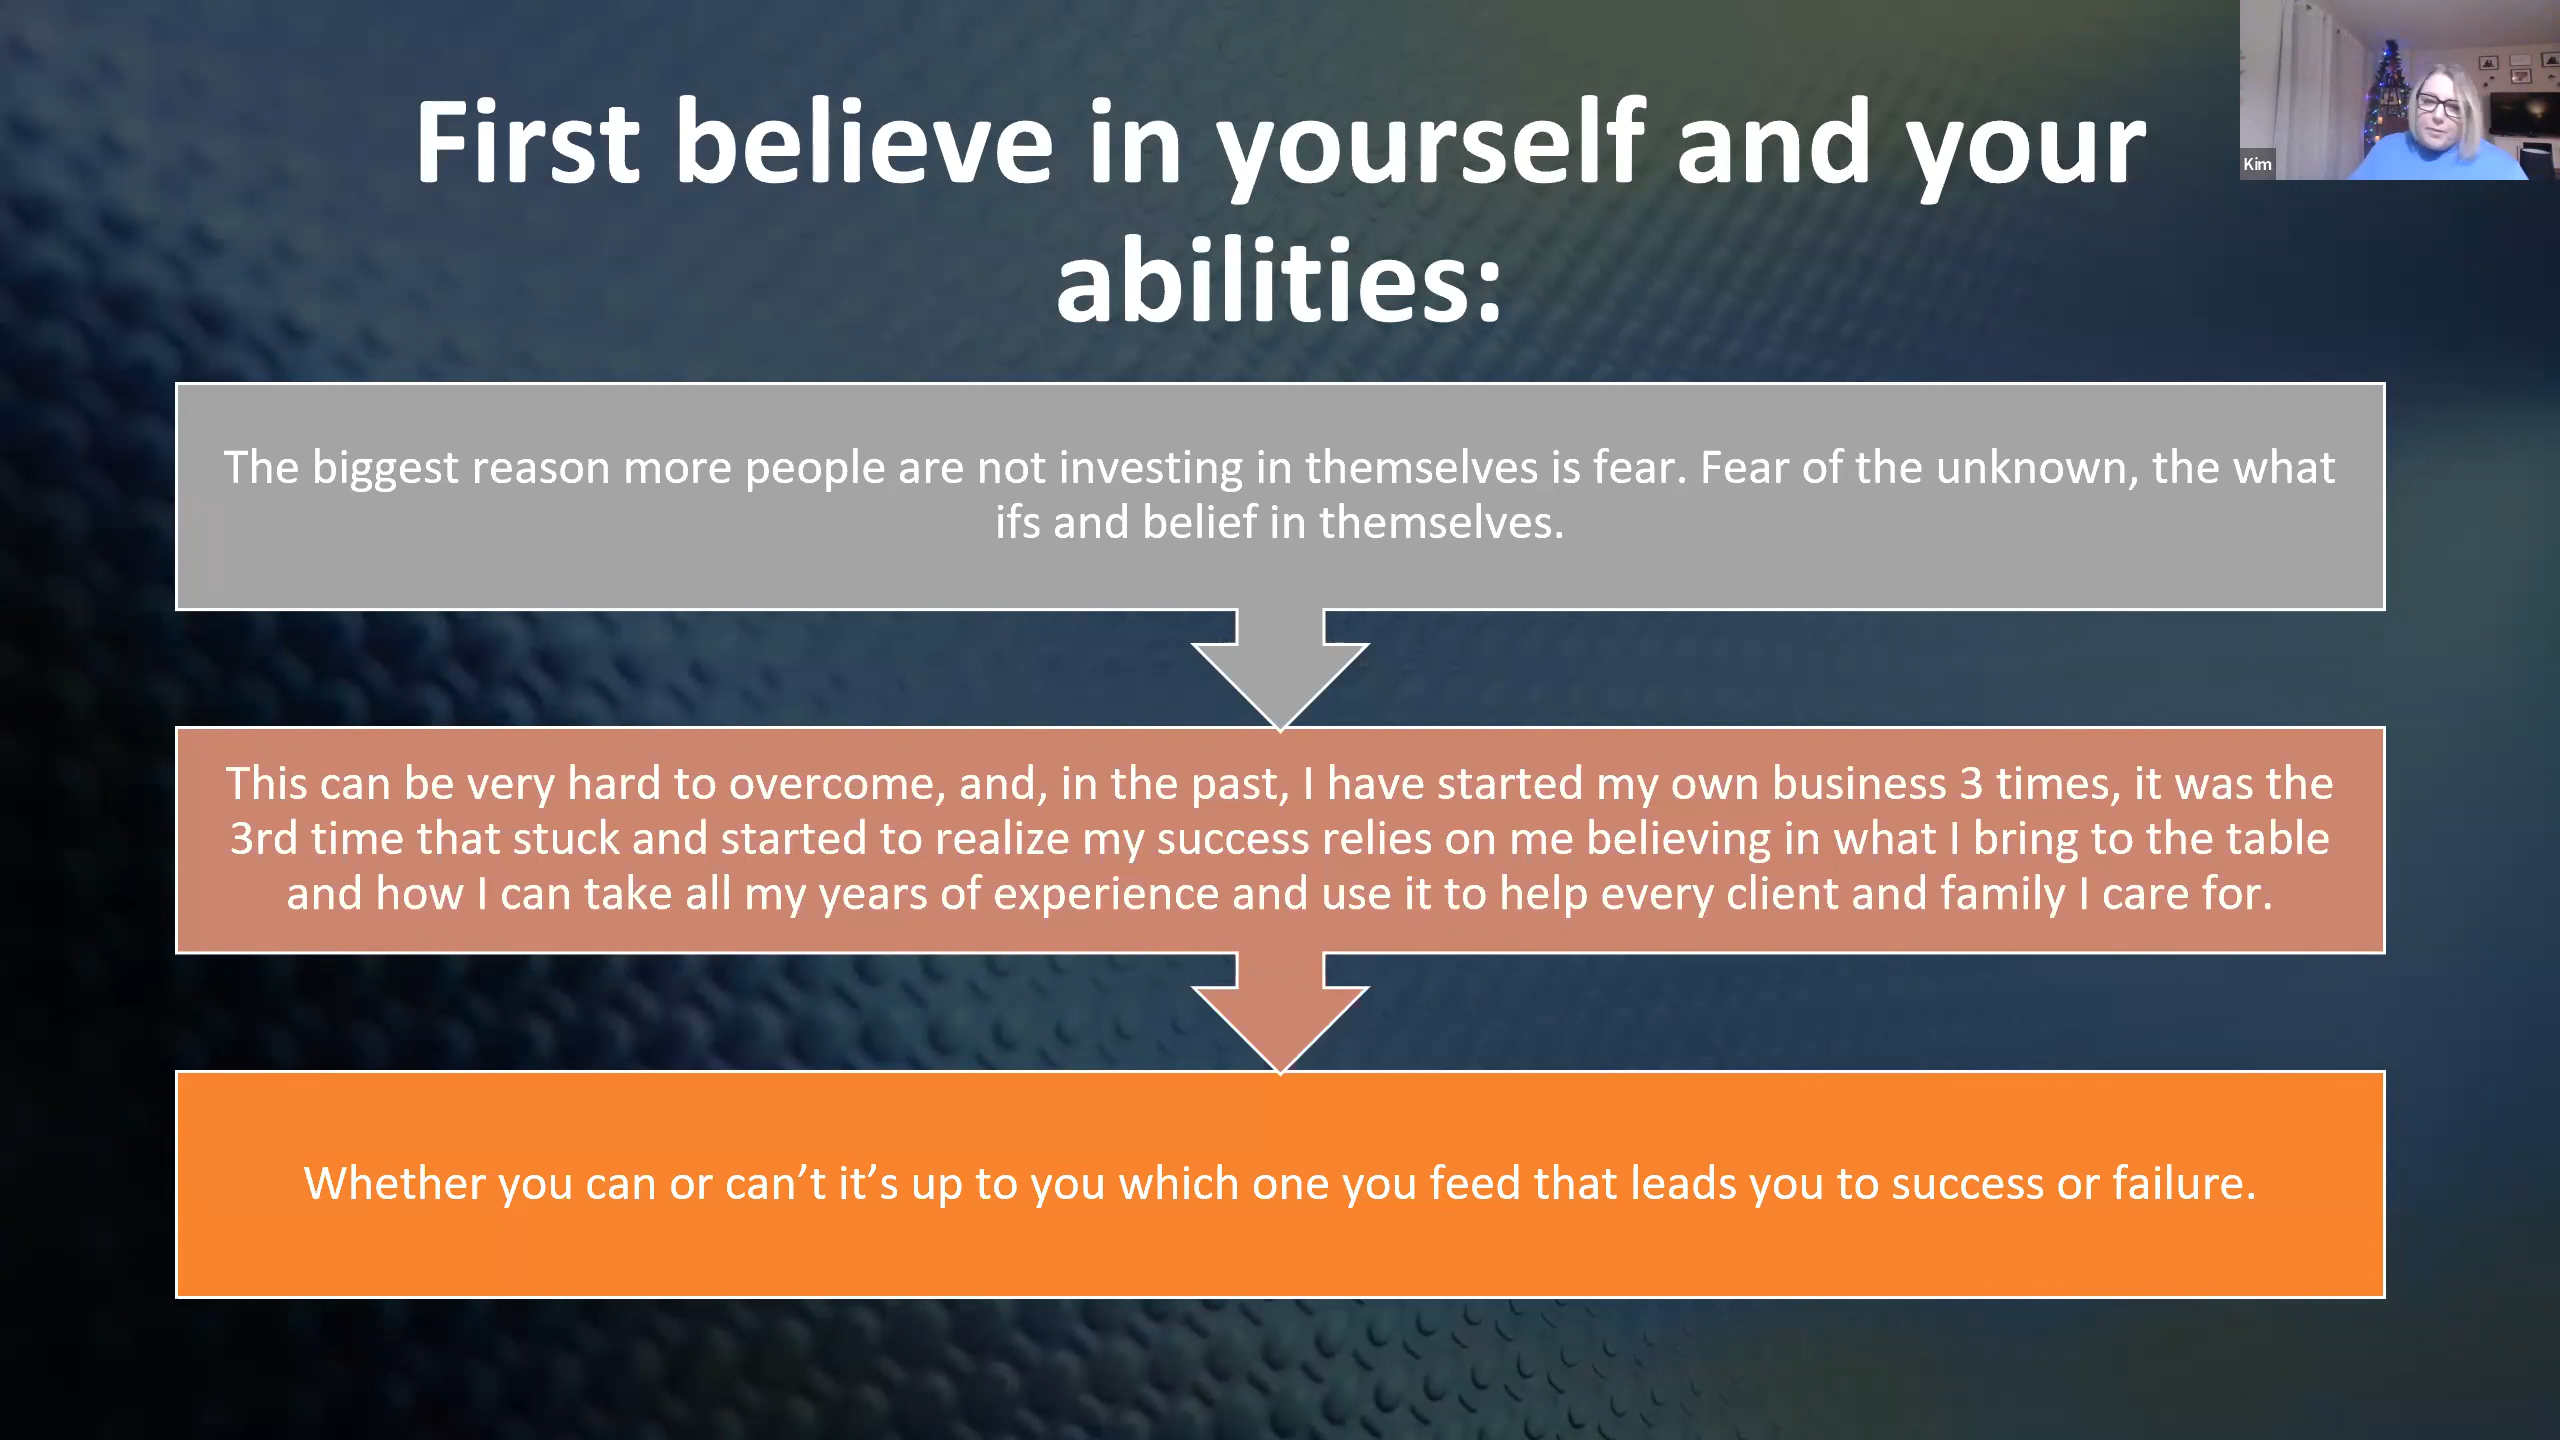 First believe in yourself and your
abilities:
Kim
The biggest reason more people are not investing in themselves is fear. Fear of the unknown, the what
ifs and belief in themselves.
This can be very hard to overcome, and, in the past, I have started my own business 3 times, it was the
3rd time that stuck and started to realize my success relies on me believing in what I bring to the table
and how I can take all my years of experience and use it to help every client and family I care for.
Whether you can or can’t it’s up to you which one you feed that leads you to success or failure.